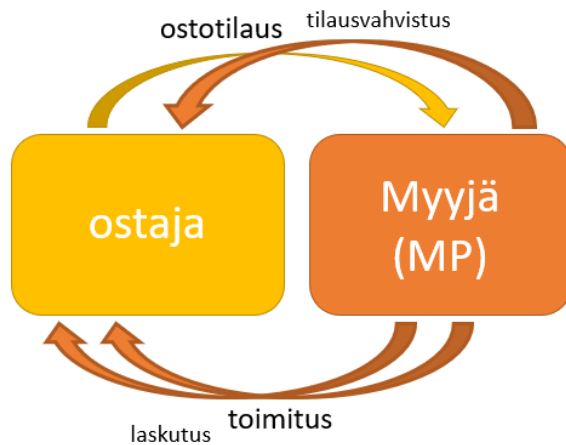 ostotilaus
tilausvahvistus
ostaja
Myyjä
(MP)
toimitus
laskutus